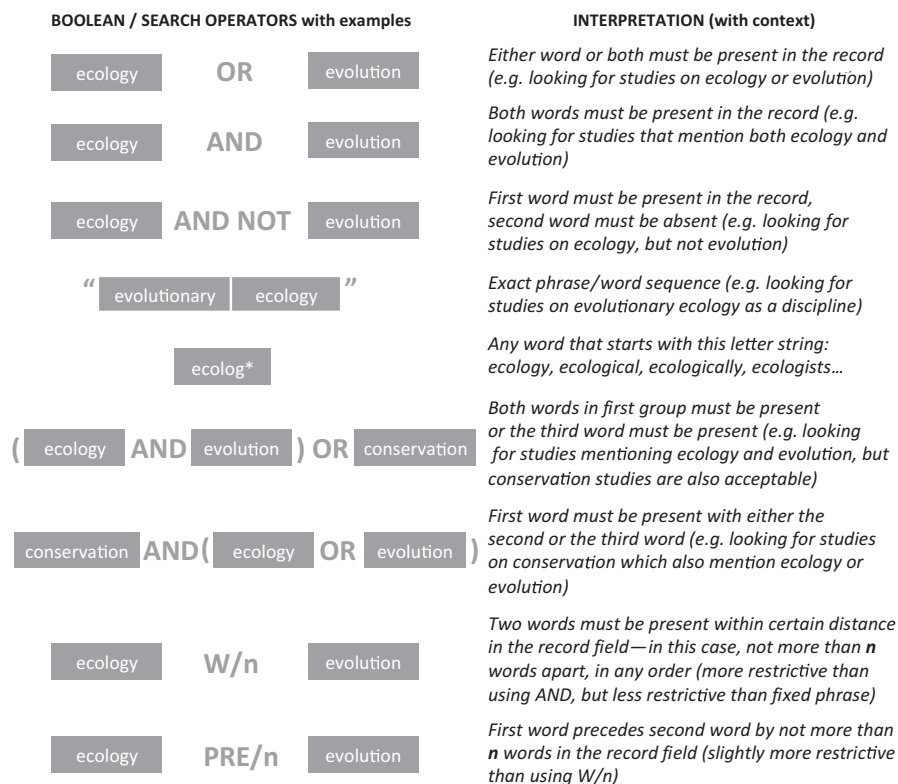 BOOLEAN / SEARCH OPERATORS with examples
INTERPRETATION (with context)
ecology OR evolution
Either word or both must be present in the record
(e.g. looking for studies on ecology or evolution)
ecology AND evolution
Both words must be present in the record (e.g.
looking for studies that mention both ecology and
evolution)
ecology AND NOT evolution
First word must be present in the record,
second word must be absent (e.g. looking for
studies on ecology, but not evolution)
“ evolutionary ecology ”
Exact phrase/word sequence (e.g. looking for
studies on evolutionary ecology as a discipline)
ecolog*
Any word that starts with this letter string:
ecology, ecological, ecologically, ecologists…
( ecology AND evolution ) OR conservation
Both words in first group must be present
or the third word must be present (e.g. looking
for studies mentioning ecology and evolution, but
conservation studies are also acceptable)
conservation AND ( ecology OR evolution )
First word must be present with either the
second or the third word (e.g. looking for studies
on conservation which also mention ecology or
evolution)
ecology W/n evolution
Two words must be present within certain distance
in the record field—in this case, not more than n
words apart, in any order (more restrictive than
using AND, but less restrictive than fixed phrase)
ecology PRE/n evolution
First word precedes second word by not more than
n words in the record field (slightly more restrictive
than using W/n)